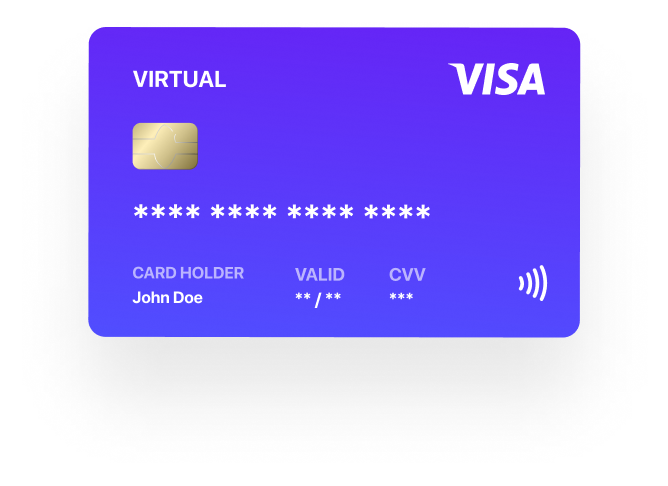 VIRTUAL
VISA
**** **** **** ****
CARD HOLDER
VALID
CVV
John Doe
** / **
***